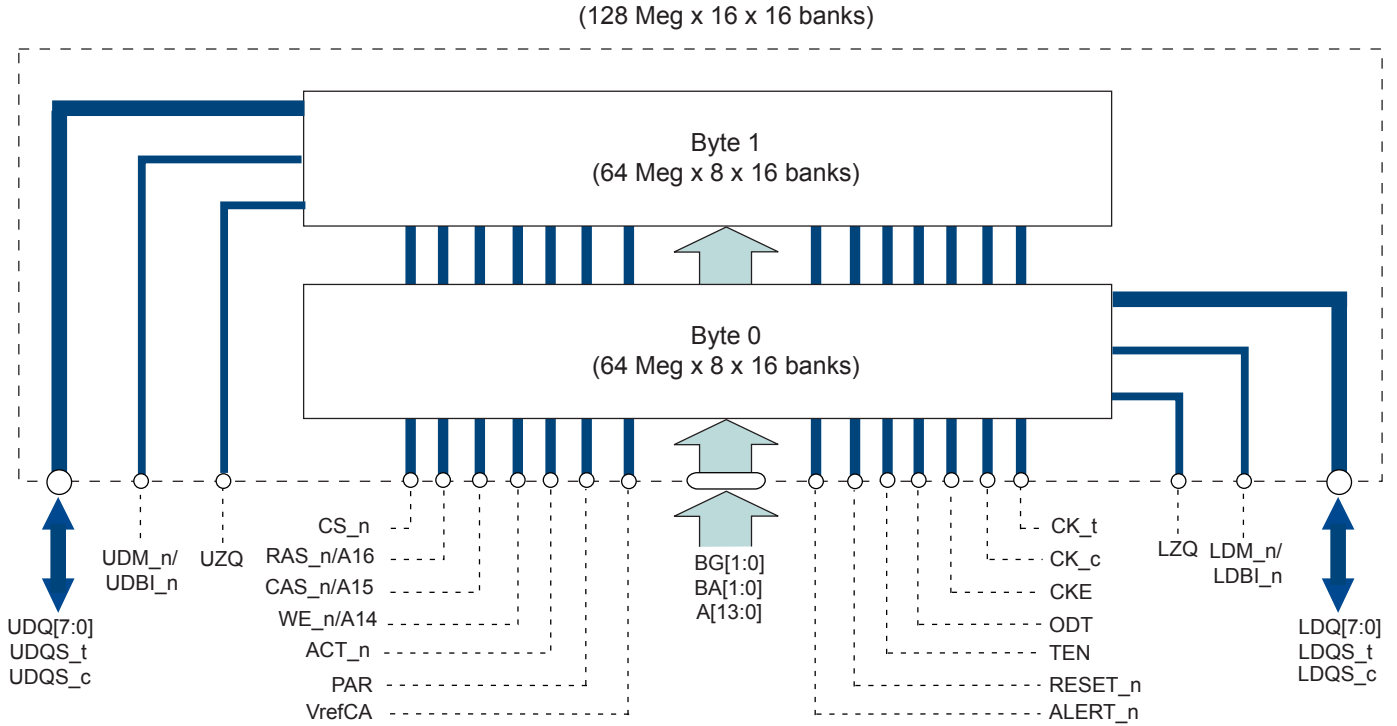 (128 Meg x 16 x 16 banks)
Byte 1
(64 Meg x 8 x 16 banks)
Byte 0
(64 Meg x 8 x 16 banks)
UDQ[7:0]
UDQS_t
UDQS_c
UDM_n/
UDBI_n
UZQ
CS_n
RAS_n/A16
CAS_n/A15
WE_n/A14
ACT_n
PAR
VrefCA
BG[1:0]
BA[1:0]
A[13:0]
CK_t
CK_c
CKE
ODT
TEN
RESET_n
ALERT_n
LZQ
LDM_n/
LDBI_n
LDQ[7:0]
LDQS_t
LDQS_c